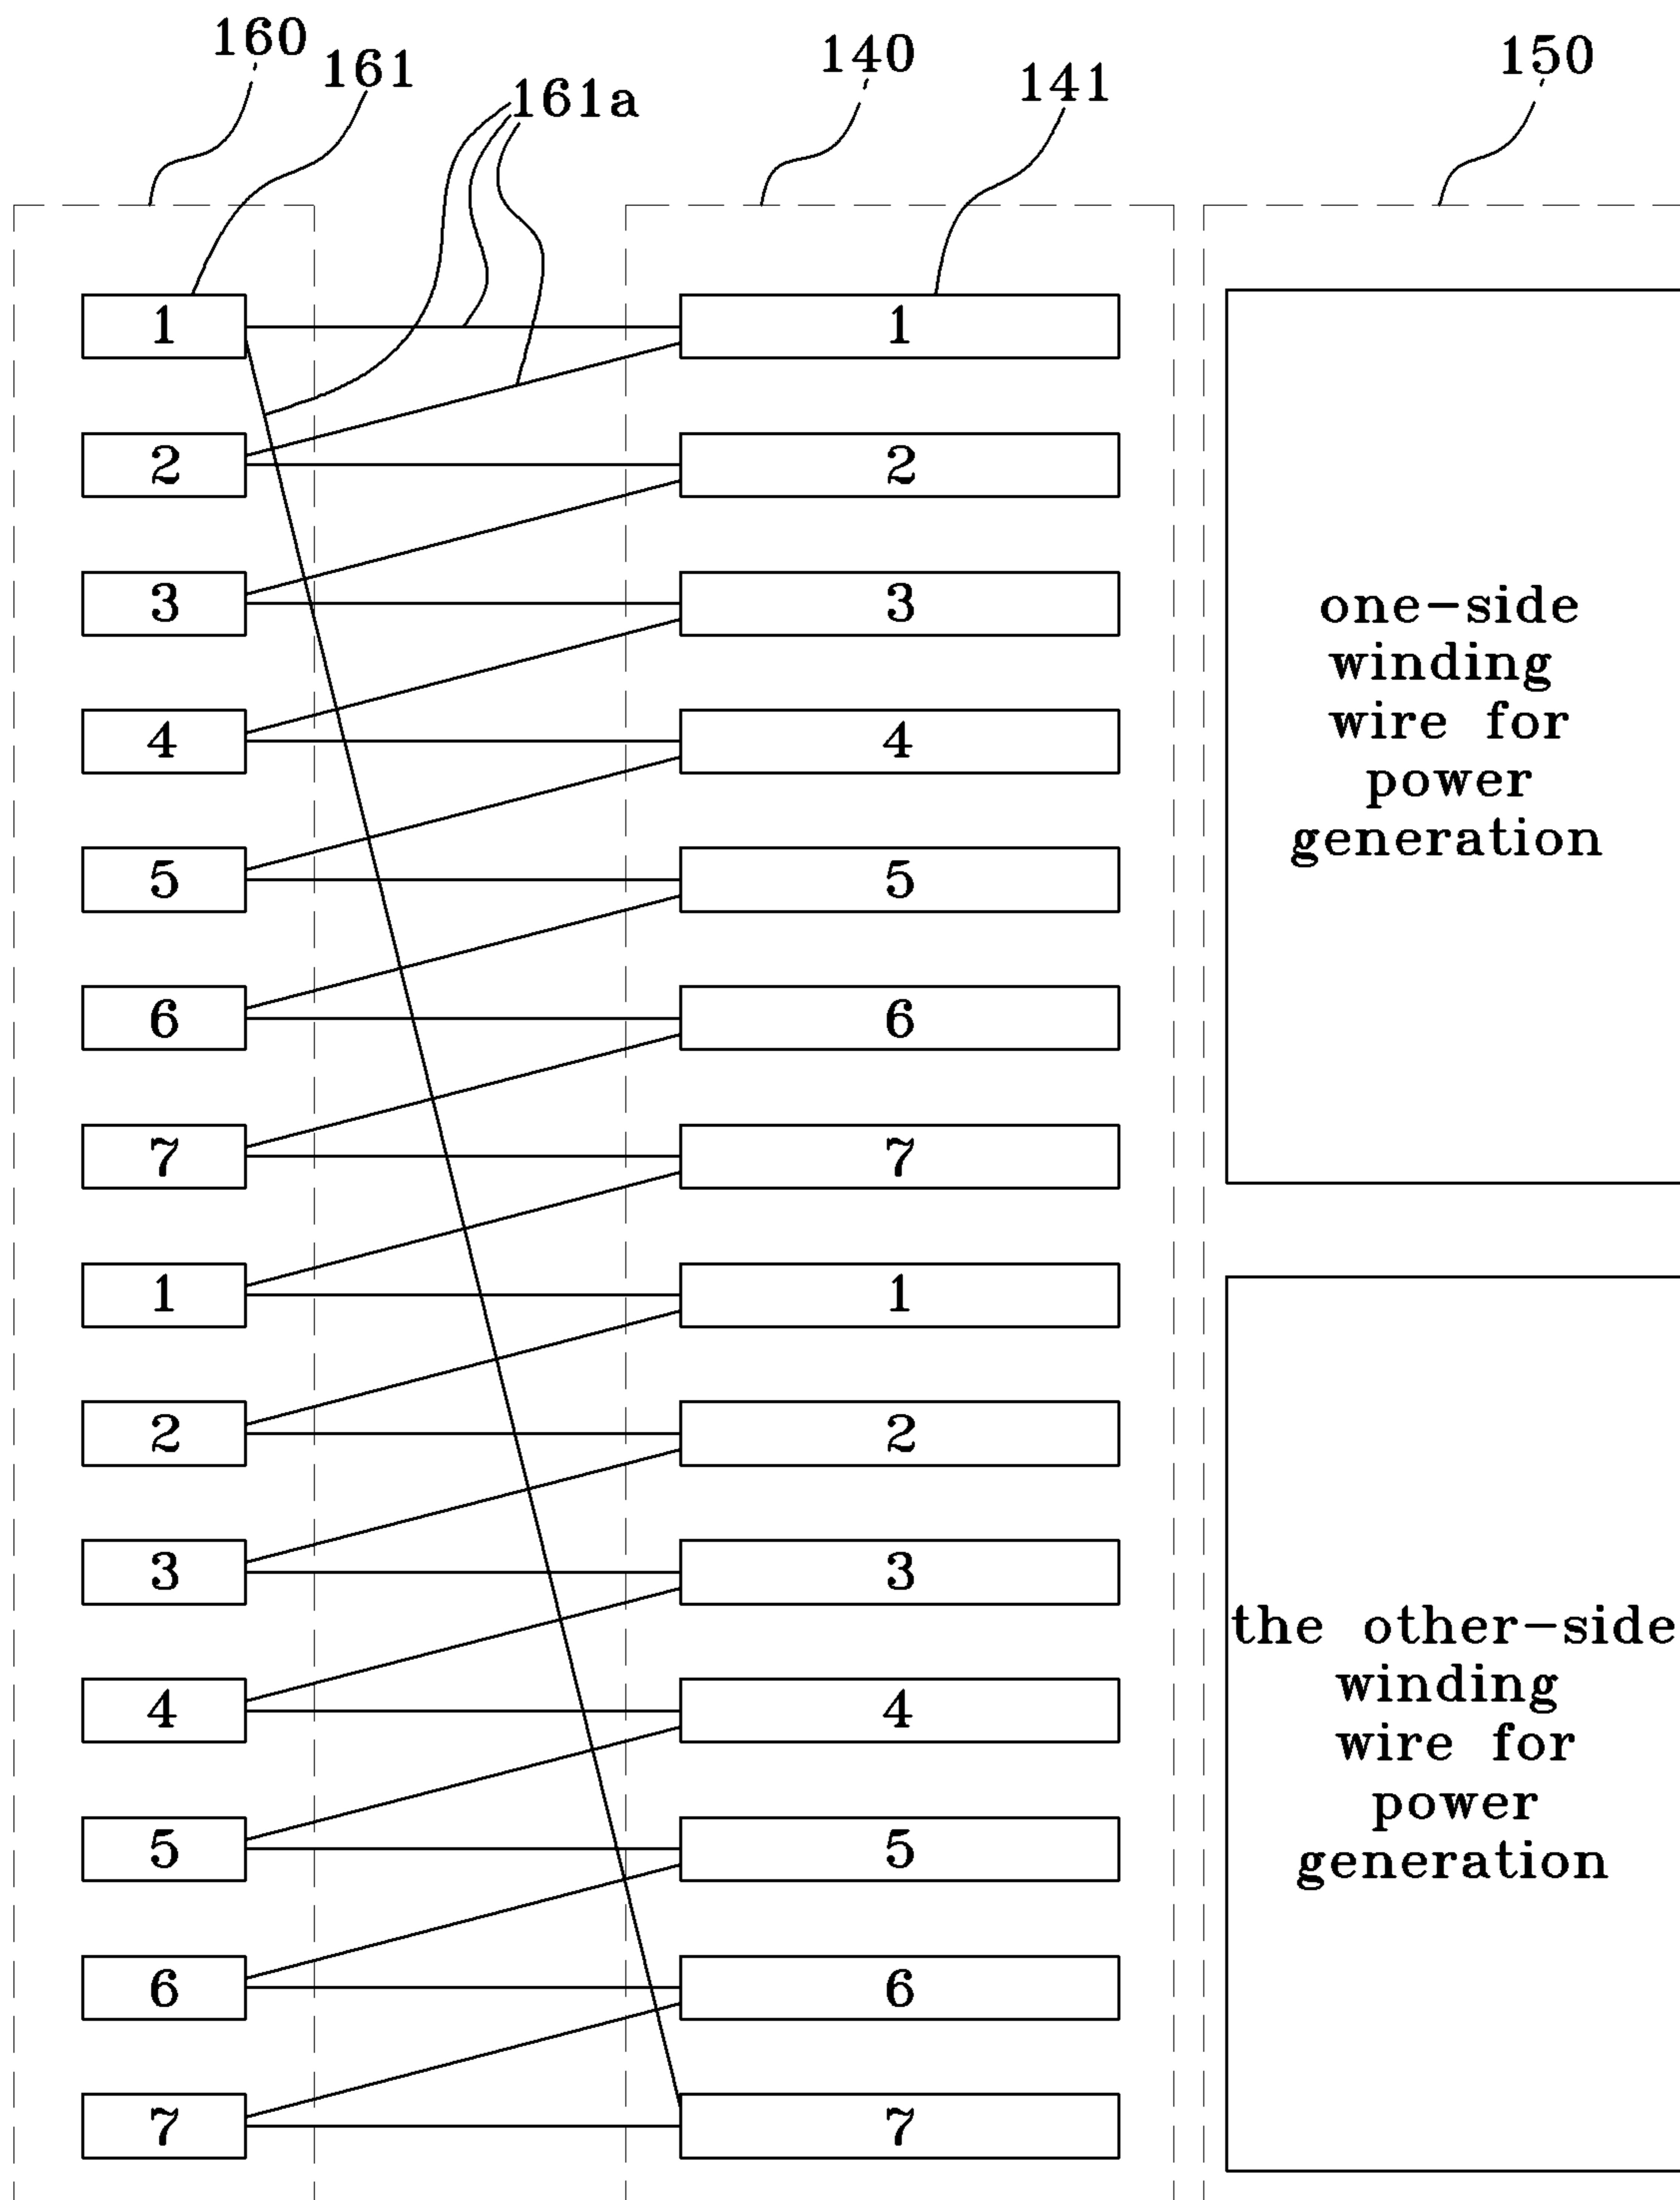 160
161
161a
140
141
150
1 1
2 2
3 3
4 4
5 5
6 6
7 7
1 1
2 2
3 3
4 4
5 5
6 6
7 7
one-side
winding
wire for
power
generation
the other-side
winding
wire for
power
generation